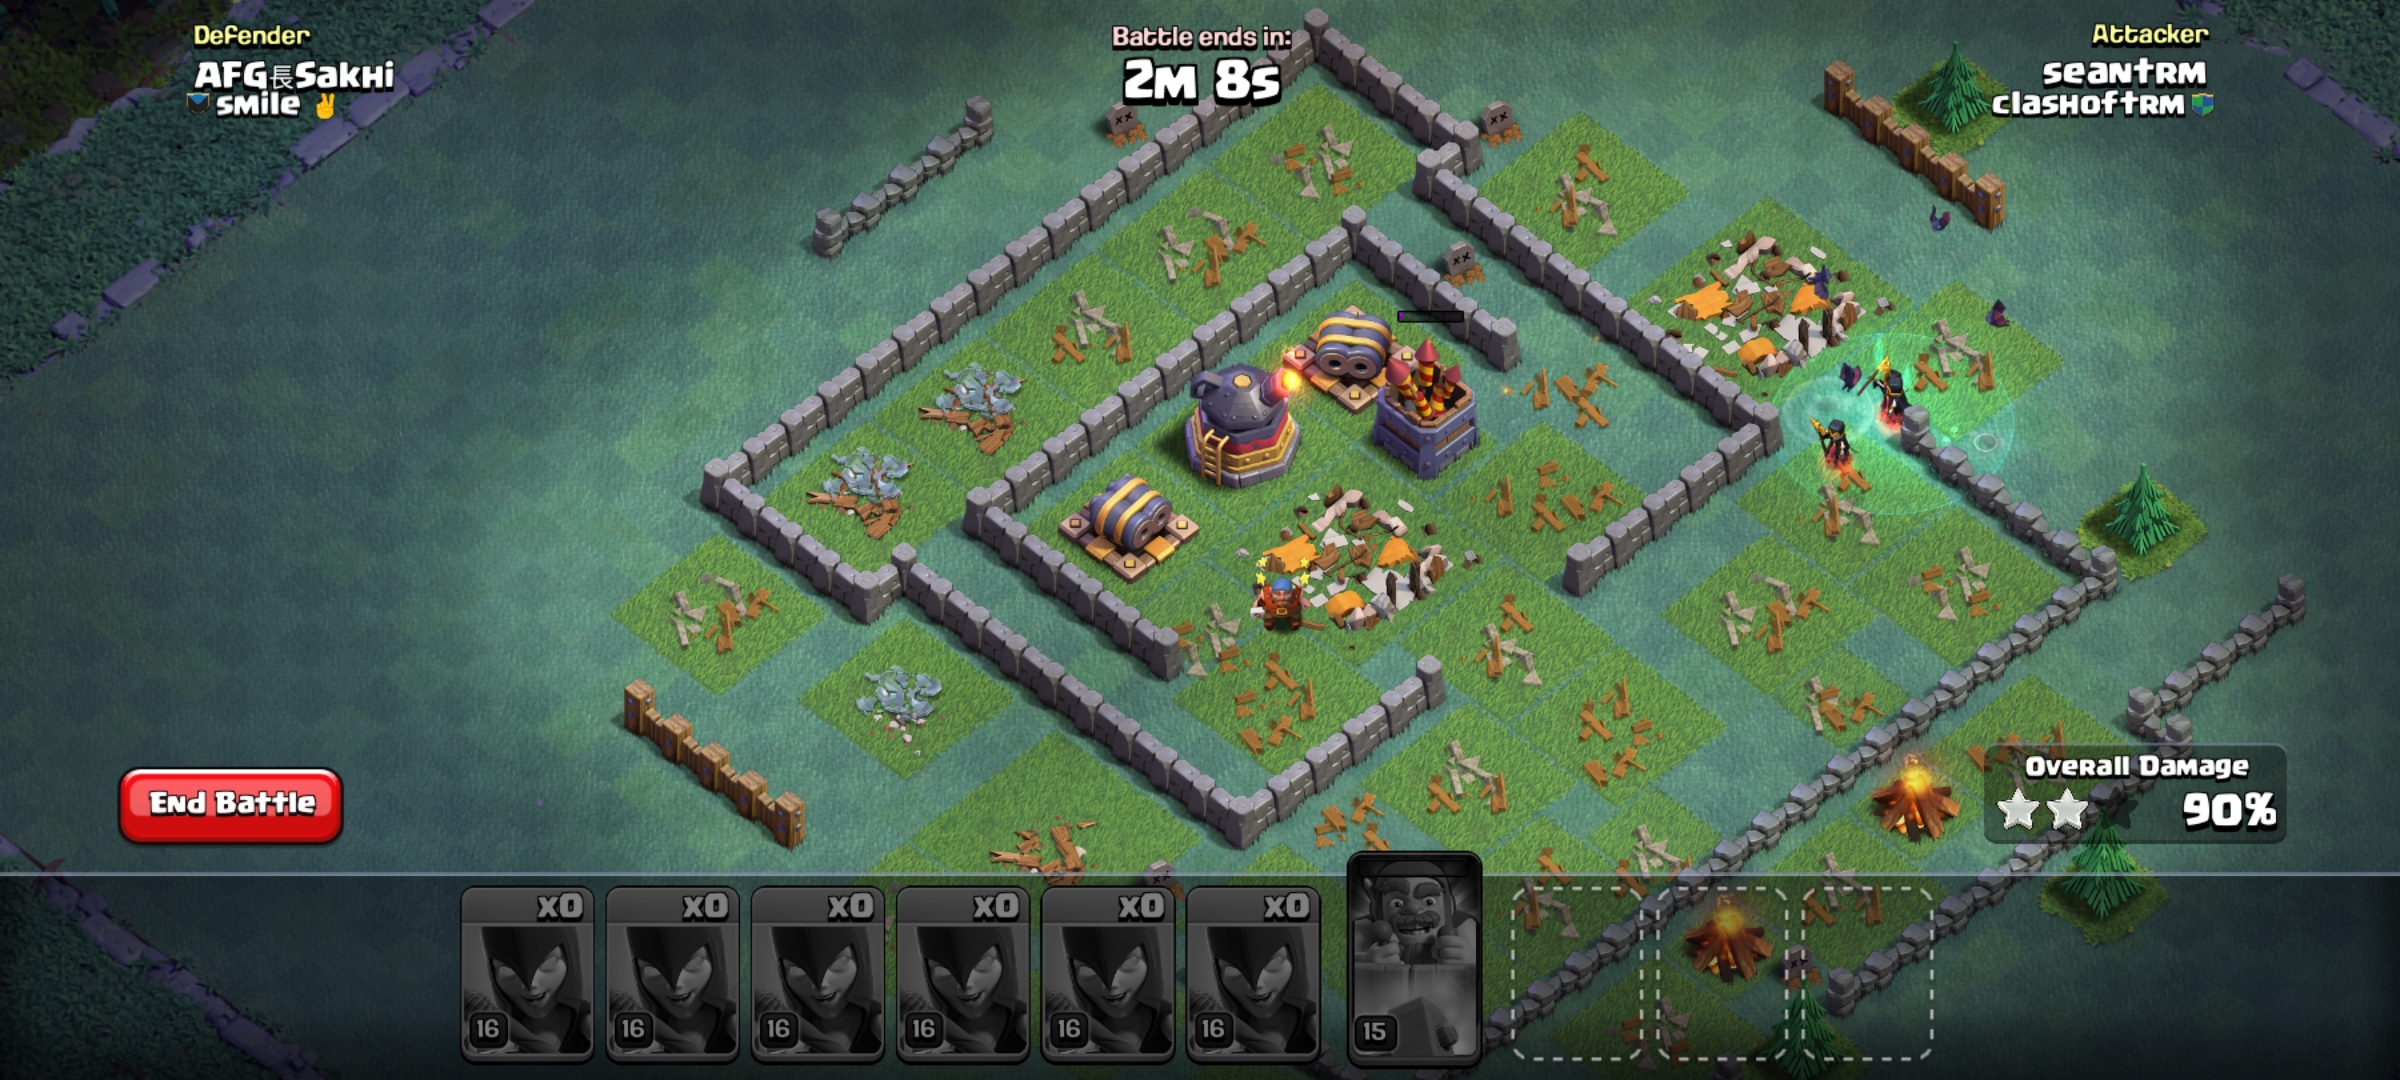 Defender
AFG長Sakhi
smile ✌
Battle ends in:
2m 8s
Attacker
seantrm
clashoftrm
End Battle
Overall Damage
90%
x0
x0
x0
x0
x0
x0
16
16
16
16
16
16
15